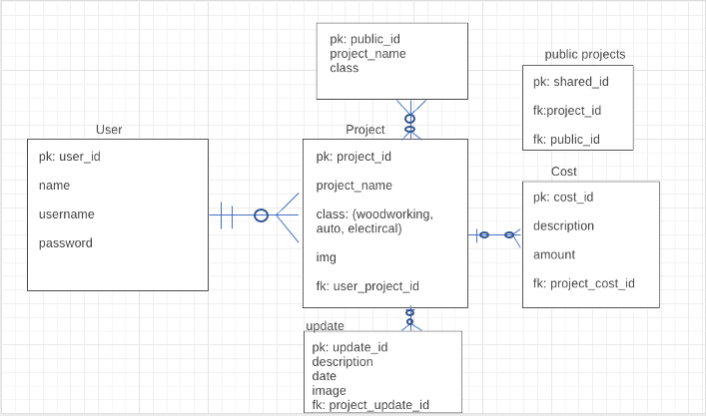 pk: public_id
project_name
class
public projects
pk: shared_id
fk:project_id
fk: public_id
User
pk: user_id
name
username
password
Project
pk: project_id
project_name
class: (woodworking,
auto, electircal)
img
fk: user_project_id
Cost
pk: cost_id
description
amount
fk: project_cost_id
update
pk: update_id
description
date
image
fk: project_update_id